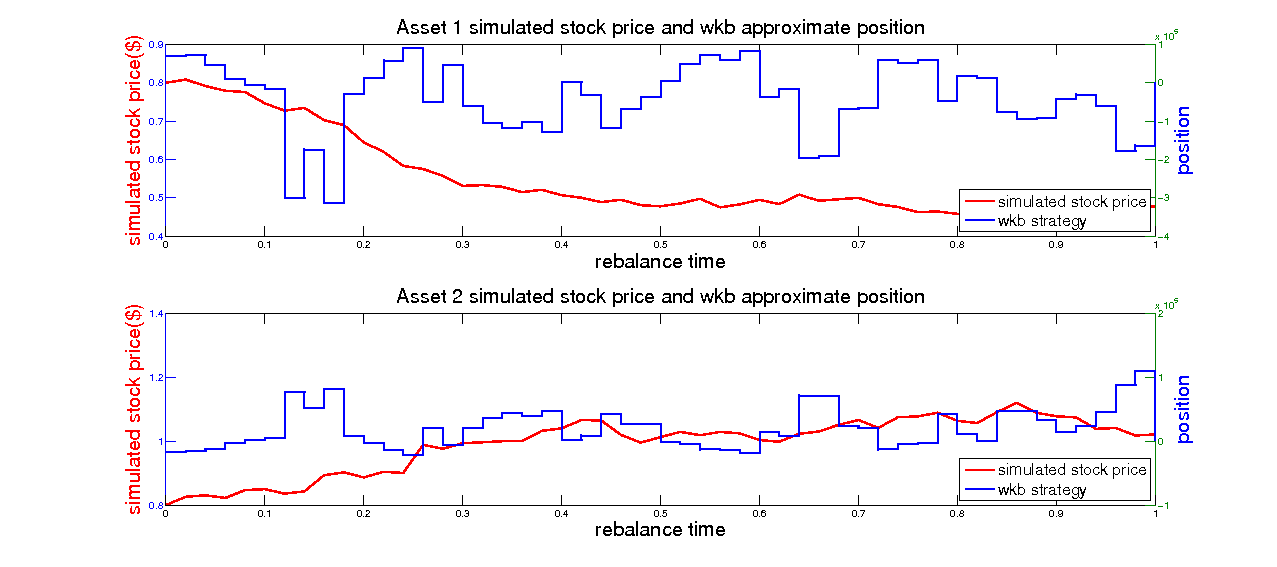 Asset 1 simulated stock price and wkb approximate position
x 10^5
simulated stock price($)
0.9
0.8
0.7
0.6
0.5
0.4
1
0
−1
−2
−3
−4
position
simulated stock price
wkb strategy
0 0.1 0.2 0.3 0.4 0.5 0.6 0.7 0.8 0.9 1
rebalance time
Asset 2 simulated stock price and wkb approximate position
x 10^5
simulated stock price($)
1.4
1.2
1
0.8
2
1
0
−1
position
simulated stock price
wkb strategy
0 0.1 0.2 0.3 0.4 0.5 0.6 0.7 0.8 0.9 1
rebalance time